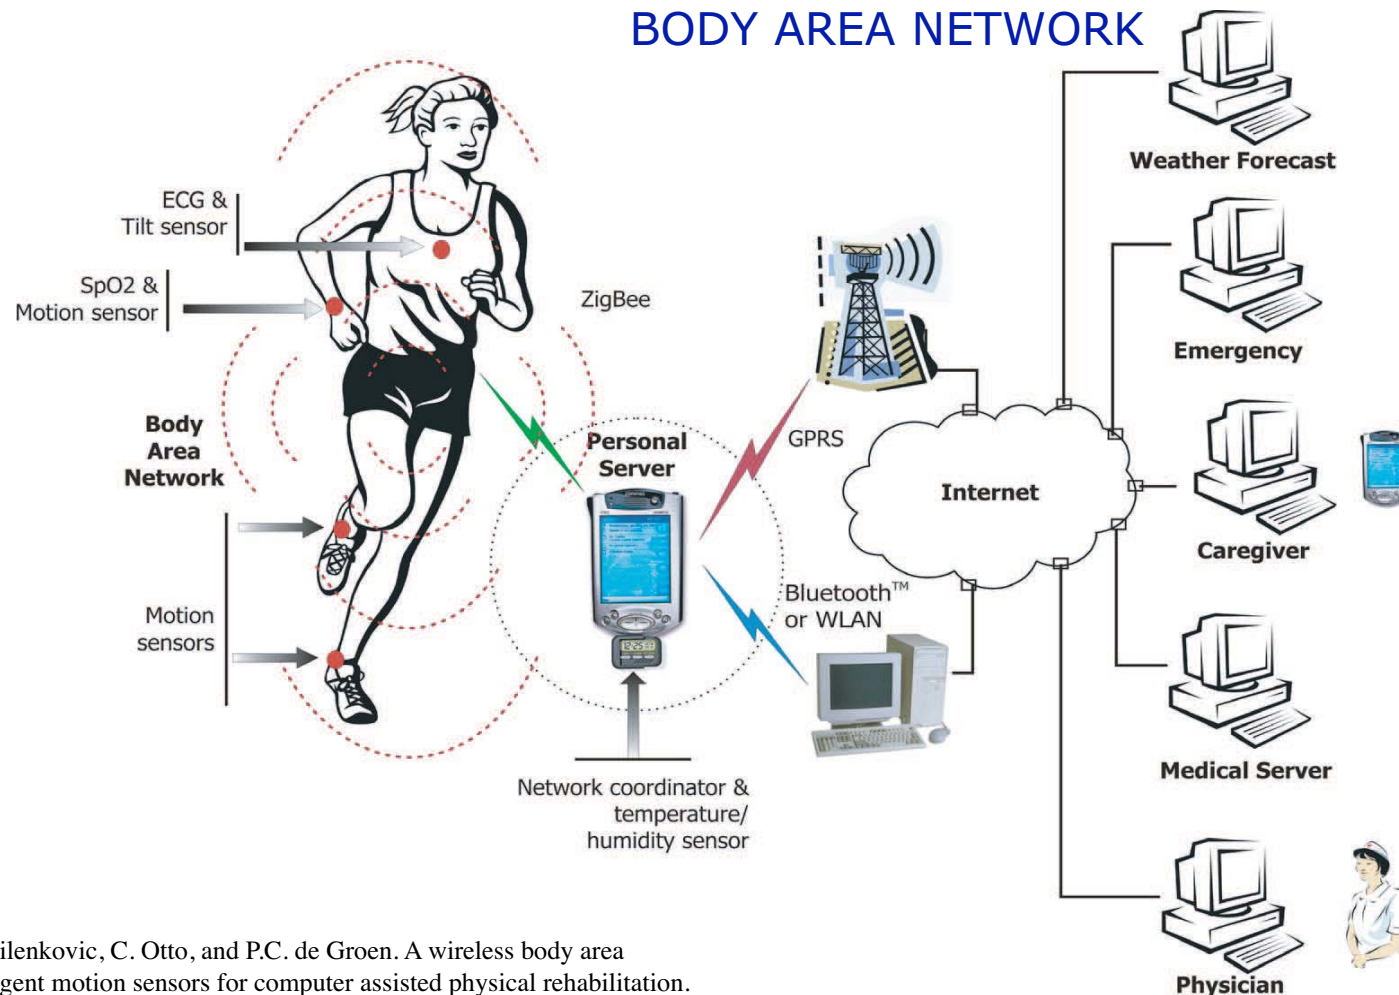 BODY AREA NETWORK
ECG &
Tilt sensor
SpO2 &
Motion sensor
ZigBee
Body
Area
Network
Motion
sensors
Personal
Server
Network coordinator &
temperature/
humidity sensor
GPRS
Bluetooth™
or WLAN
Internet
Weather Forecast
Emergency
Caregiver
Medical Server
Physician
ilenkovic, C. Otto, and P.C. de Groen. A wireless body area
gent motion sensors for computer assisted physical rehabilitation.